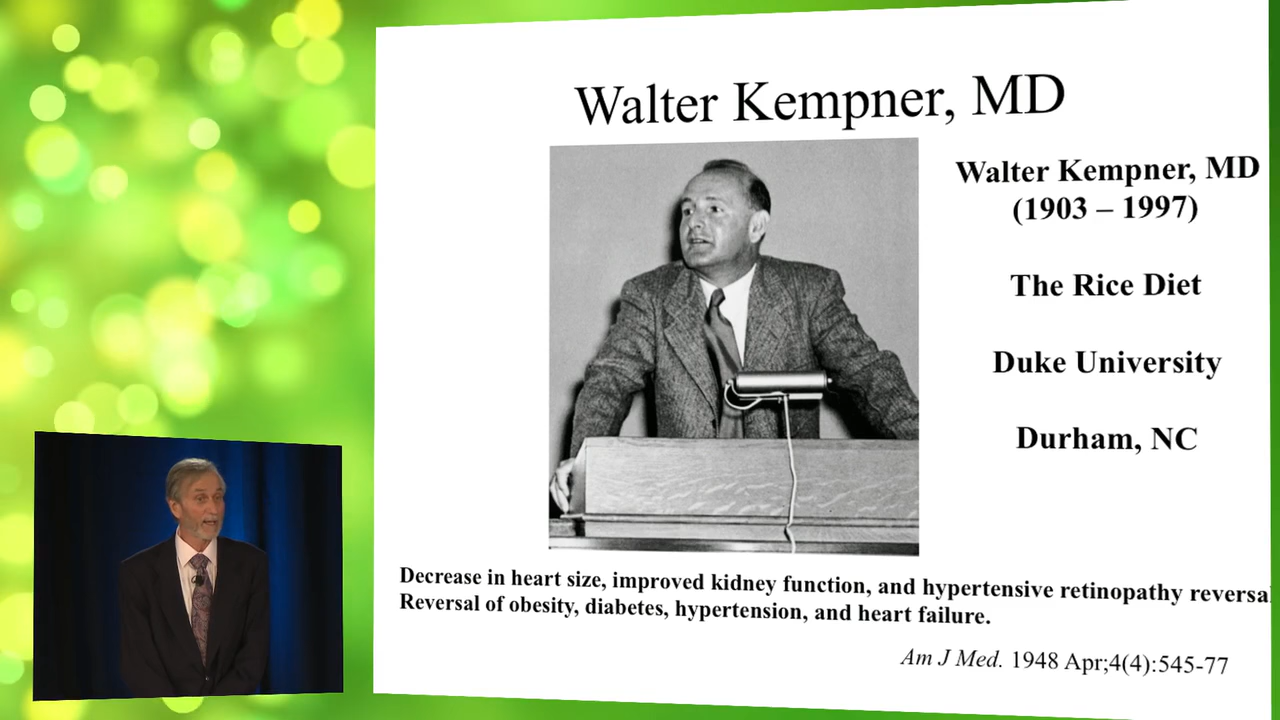 Walter Kempner, MD
Walter Kempner, MD
(1903 – 1997)
The Rice Diet
Duke University
Durham, NC
Decrease in heart size, improved kidney function, and hypertensive retinopathy reversal
Reversal of obesity, diabetes, hypertension, and heart failure.
Am J Med. 1948 Apr;4(4):545-77